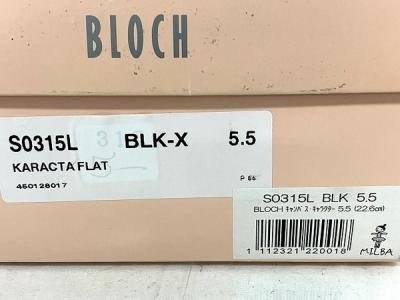 BLOCH
S0315L BLK-X 5.5
KARACTA FLAT
450128017
S0315L BLK 5.5
BLOCH ｷｬﾝﾊﾞｽ･ｷｬﾗｸﾀｰ 5.5 (22.6cm)
1 112321 220018
MILBA